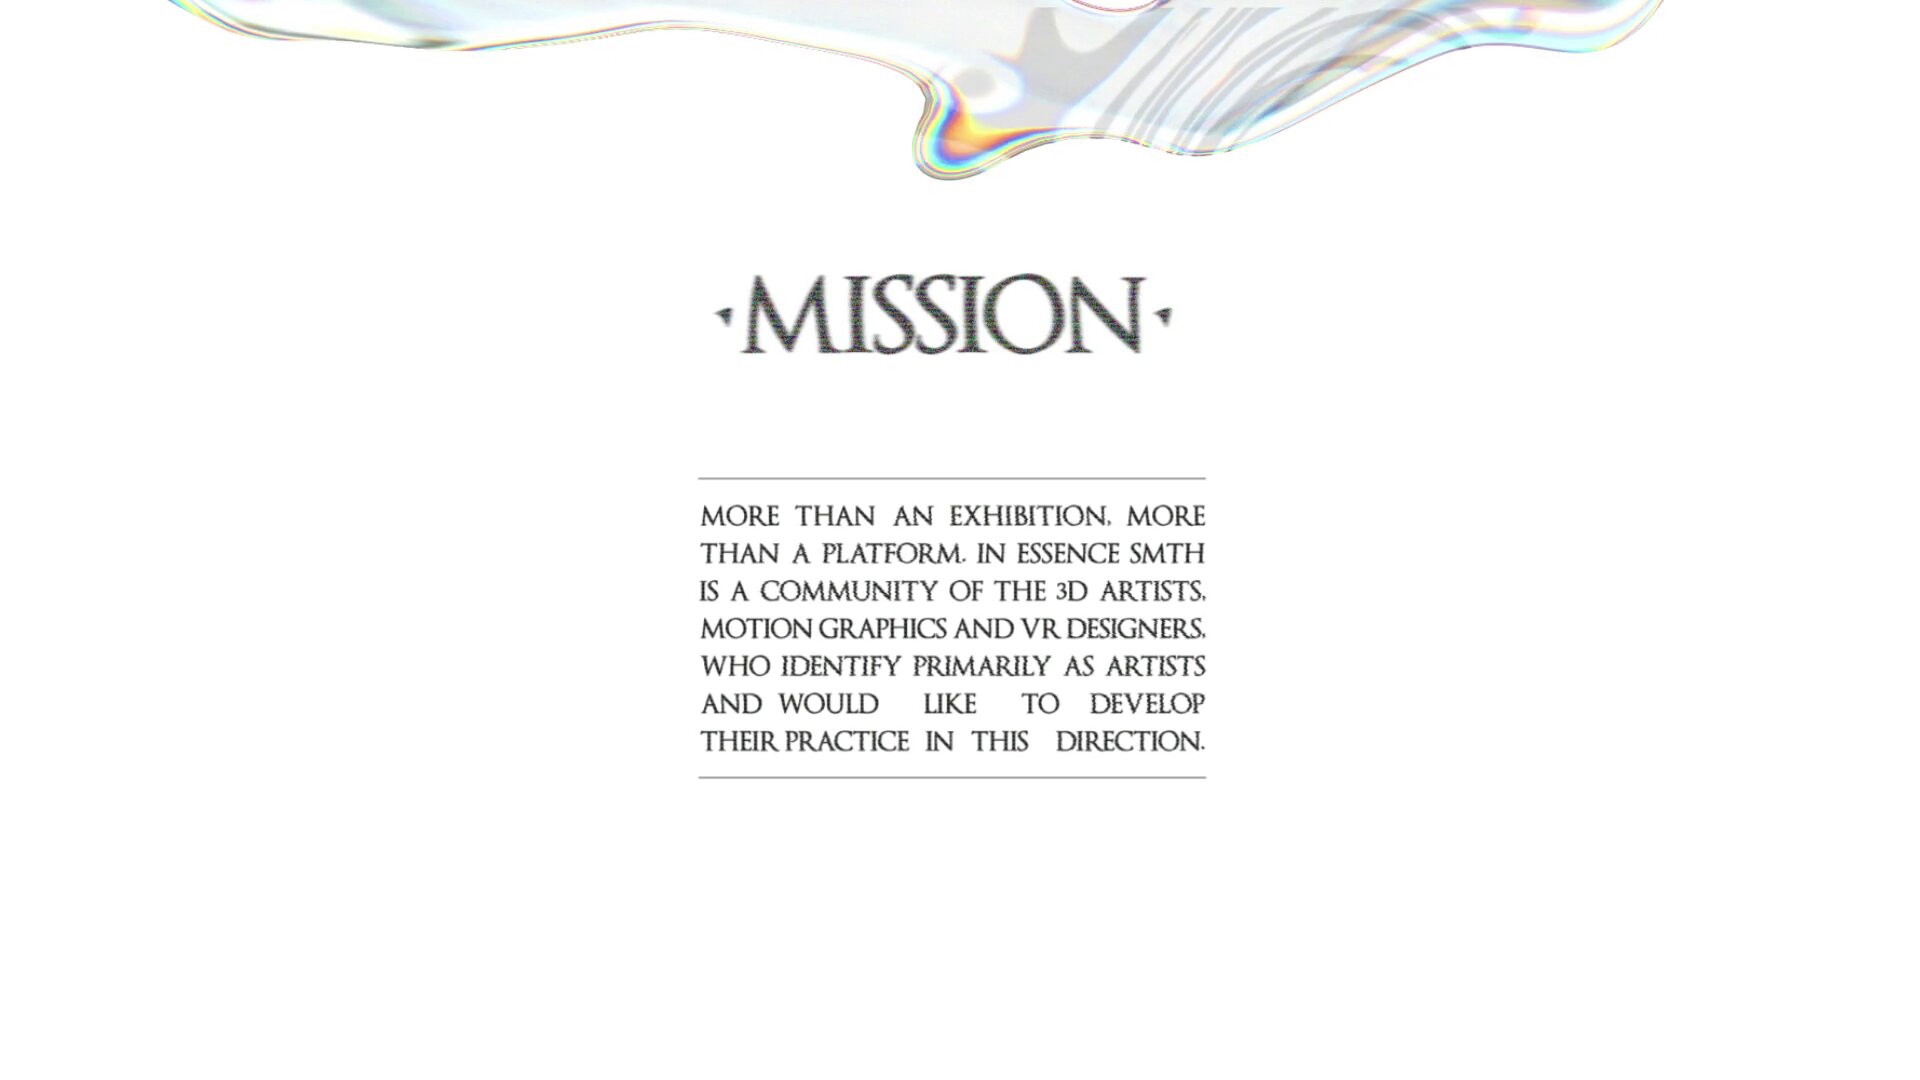 ·MISSION·
MORE THAN AN EXHIBITION, MORE
THAN A PLATFORM. IN ESSENCE SMTH
IS A COMMUNITY OF THE 3D ARTISTS,
MOTION GRAPHICS AND VR DESIGNERS,
WHO IDENTIFY PRIMARILY AS ARTISTS
AND WOULD LIKE TO DEVELOP
THEIR PRACTICE IN THIS DIRECTION.